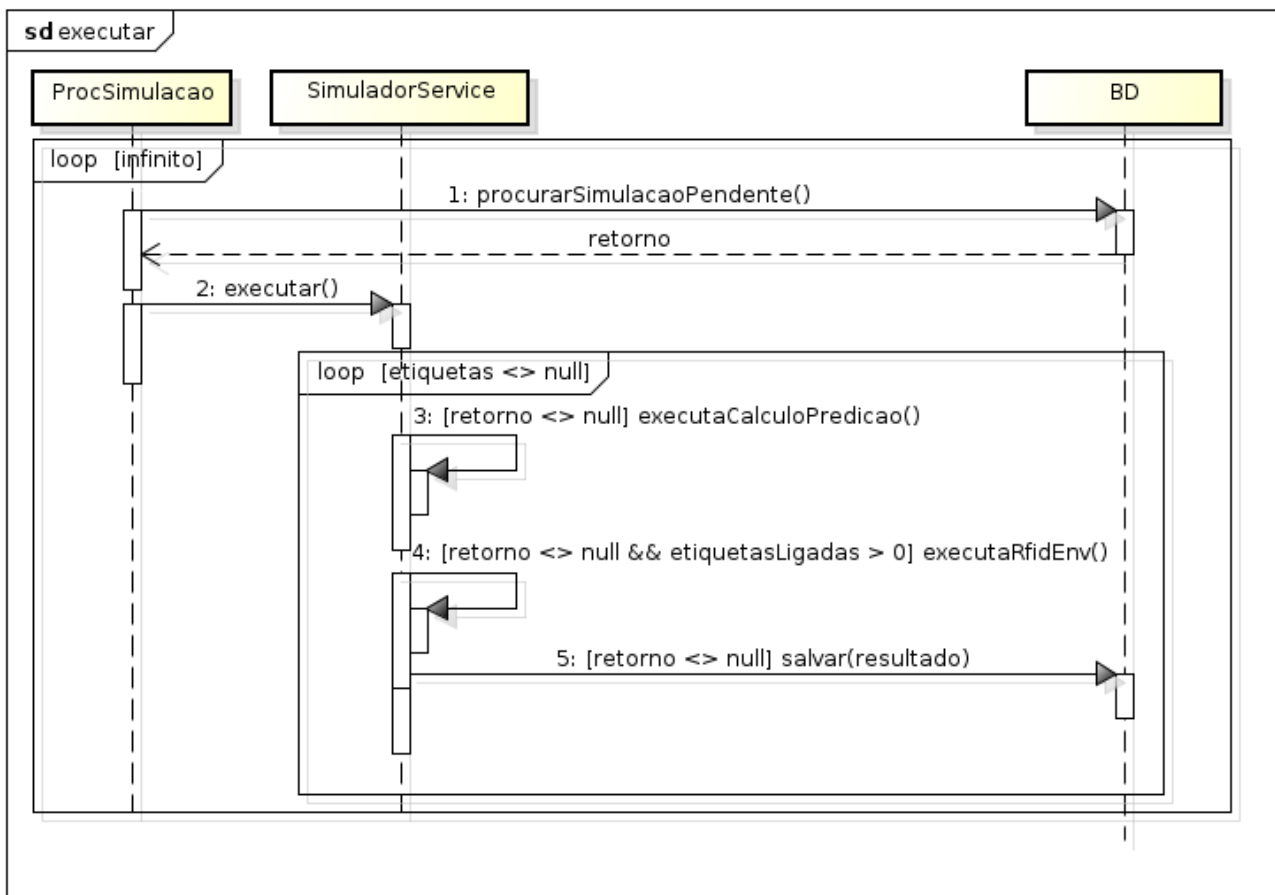 sd executar
ProcSimulacao
SimuladorService
BD
loop [infinito]
1: procurarSimulacaoPendente()
retorno
2: executar()
loop [etiquetas <> null]
3: [retorno <> null] executaCalculoPredicao()
4: [retorno <> null && etiquetasLigadas > 0] executaRfidEnv()
5: [retorno <> null] salvar(resultado)